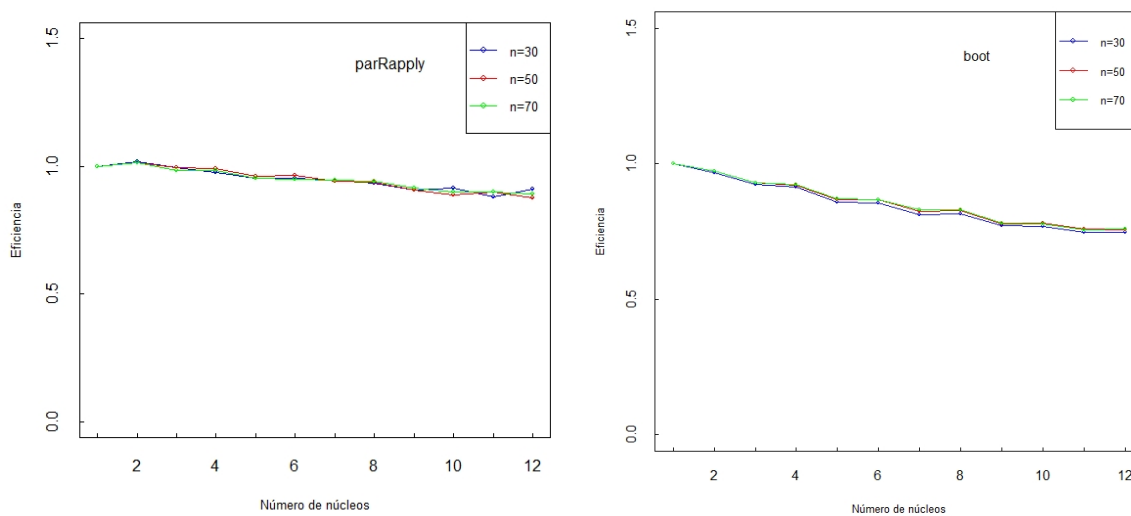 parRapply
n=30
n=50
n=70
Eficiencia
0.0
0.5
1.0
1.5
2 4 6 8 10 12
Número de núcleos
boot
n=30
n=50
n=70
Eficiencia
0.0
0.5
1.0
1.5
2 4 6 8 10 12
Número de núcleos